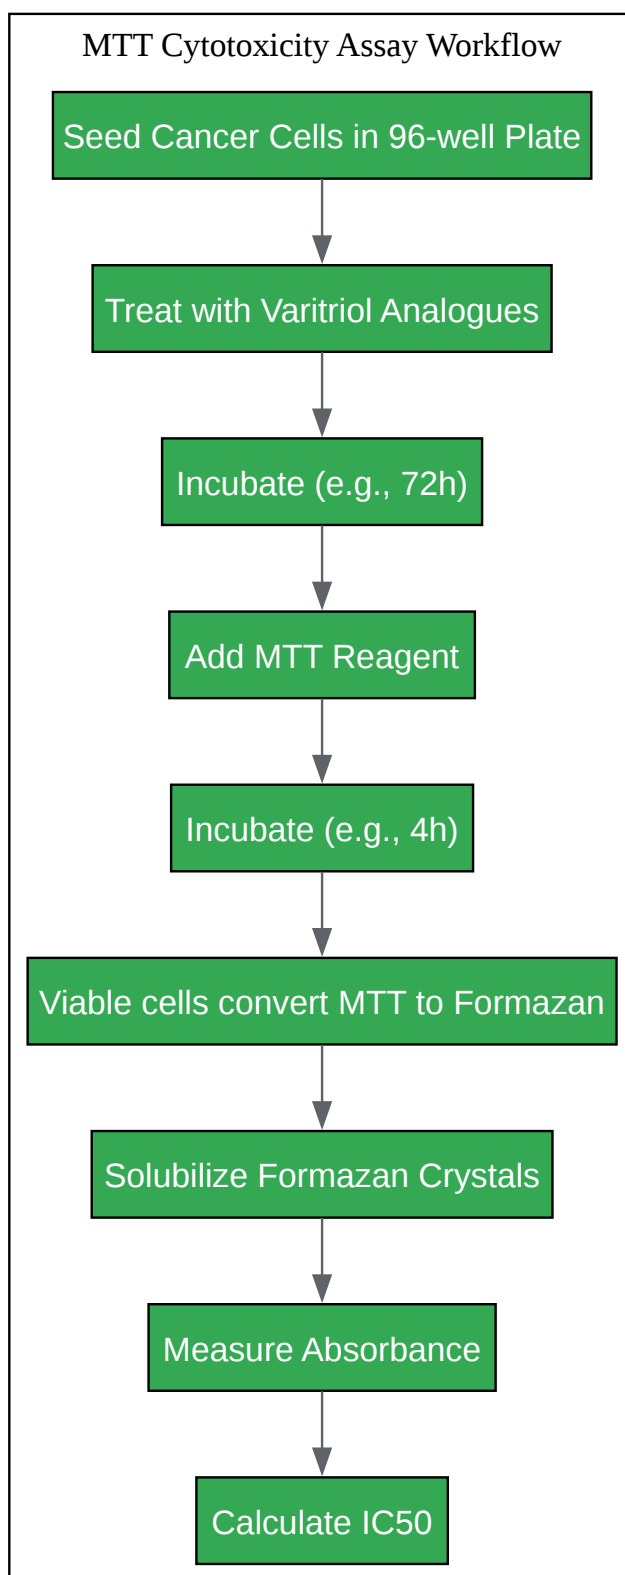 MTT Cytotoxicity Assay Workflow
Seed Cancer Cells in 96-well Plate
Treat with Varitriol Analogues
Incubate (e.g., 72h)
Add MTT Reagent
Incubate (e.g., 4h)
Viable cells convert MTT to Formazan
Solubilize Formazan Crystals
Measure Absorbance
Calculate IC50